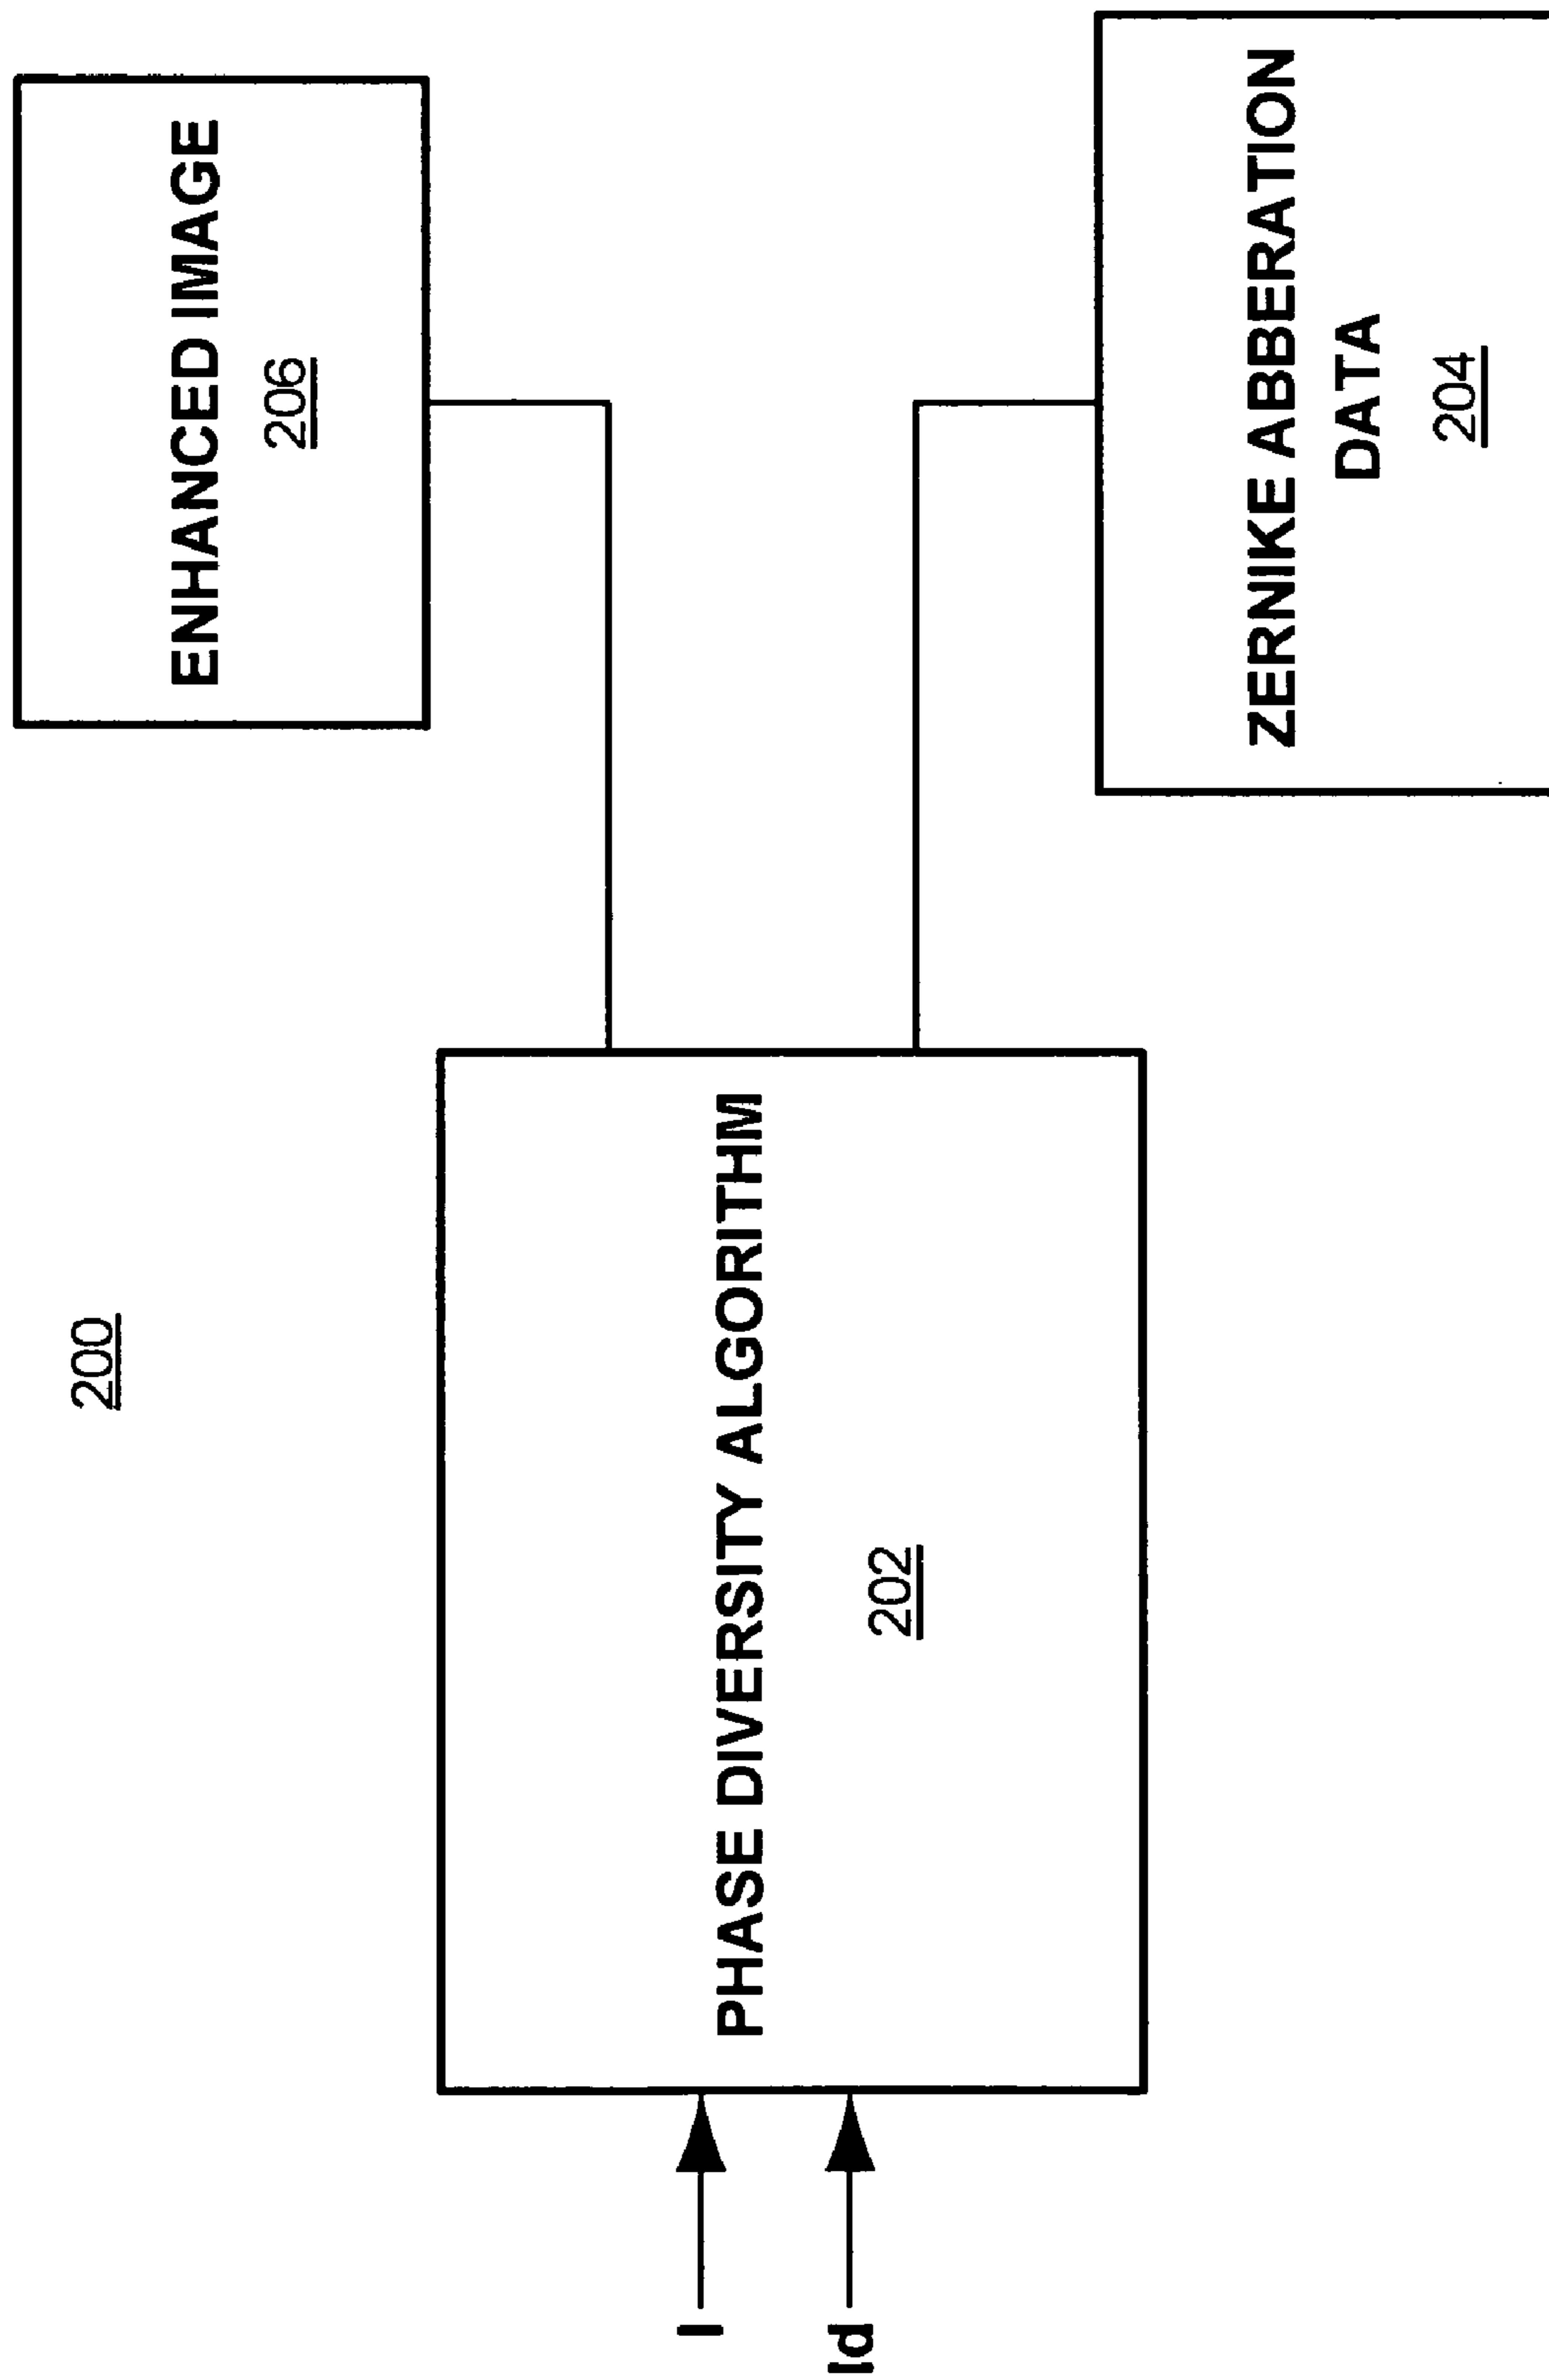 200
ENHANCED IMAGE
206
I
Id
PHASE DIVERSITY ALGORITHM
202
ZERNIKE ABBERATION
DATA
204